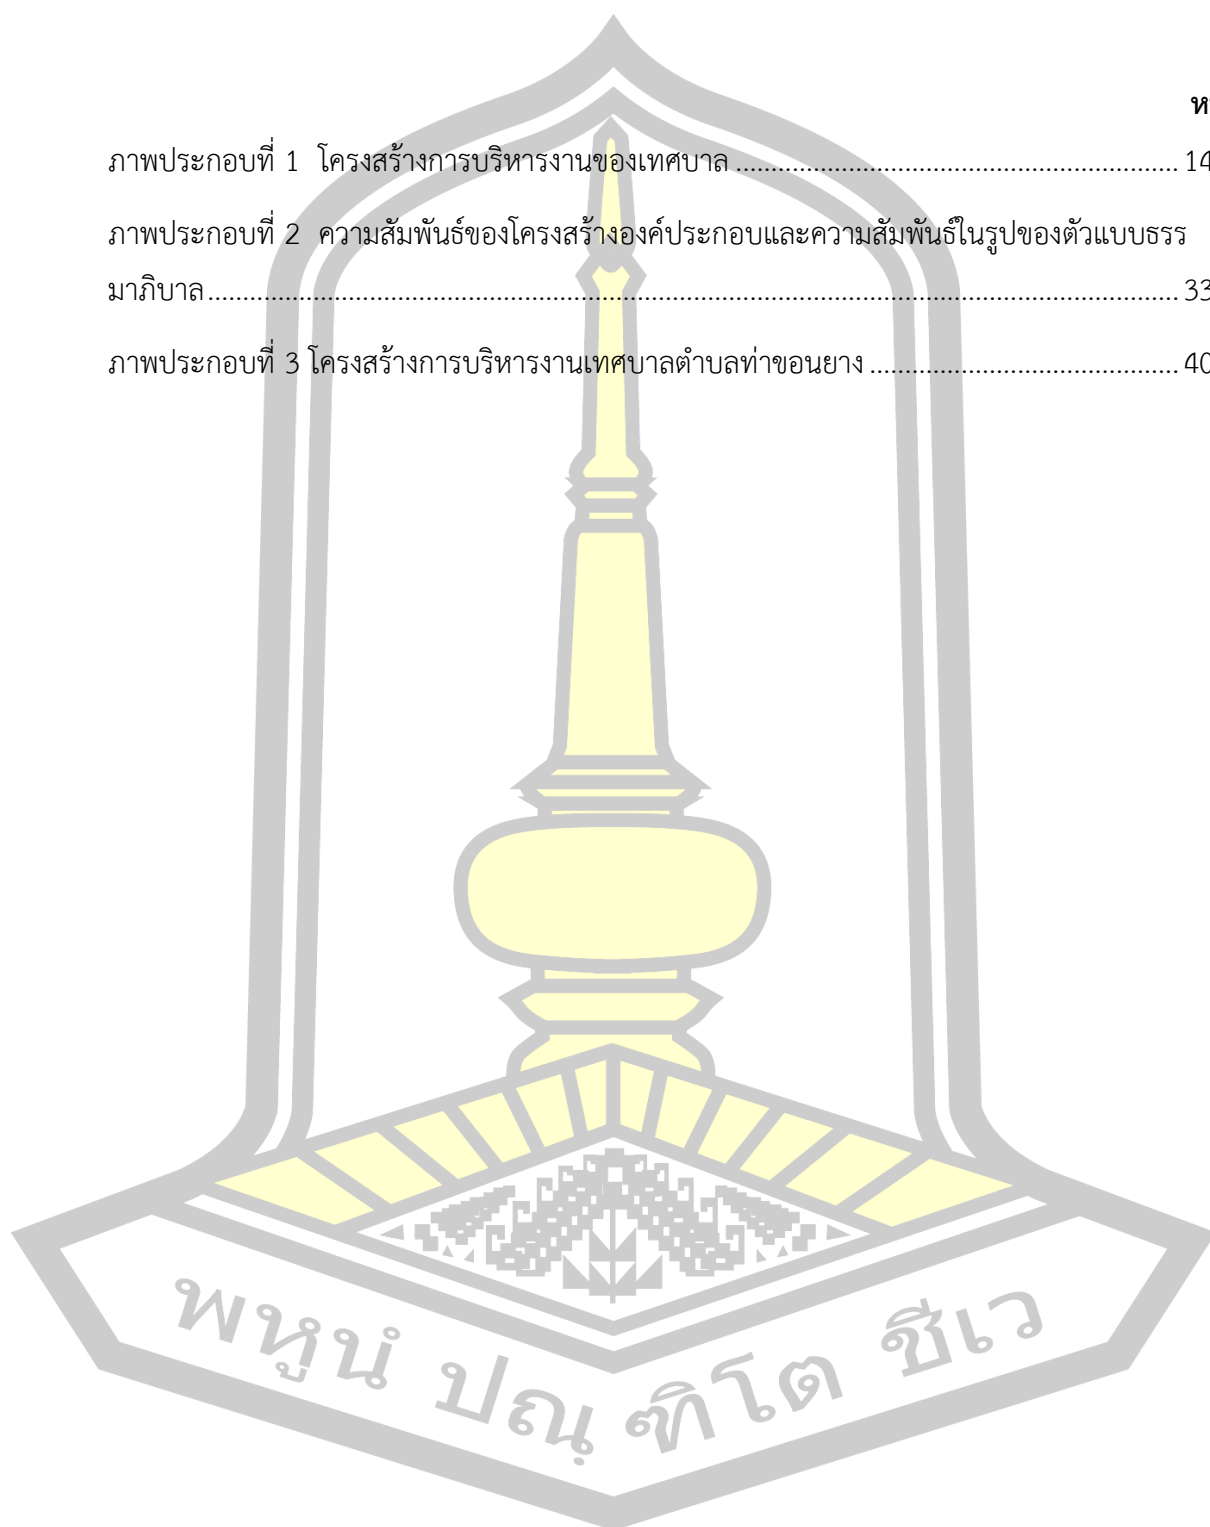 ห
ภาพประกอบที่ 1 โครงสร้างการบริหารงานของเทศบาล ............................................................... 14
ภาพประกอบที่ 2 ความสัมพันธ์ของโครงสร้างองค์ประกอบและความสัมพันธ์ในรูปของตัวแบบธรร
มาภิบาล ........................................................................................................................................... 33
ภาพประกอบที่ 3 โครงสร้างการบริหารงานเทศบาลตำบลท่าขอนยาง ............................................ 40
พหูนํ ปณฺฑิโต ชีเว